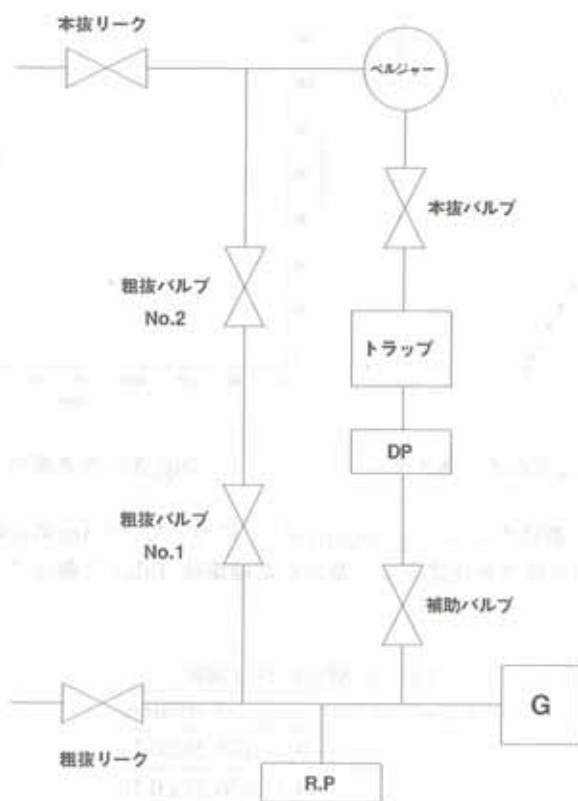 本抜リーク
ベルジャー
本抜バルブ
粗抜バルブ
No.2
トラップ
DP
粗抜バルブ
No.1
補助バルブ
G
粗抜リーク
R.P